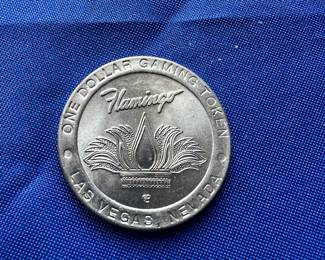 ONE DOLLAR GAMING TOKEN
Flamingo
LAS VEGAS, NEVADA